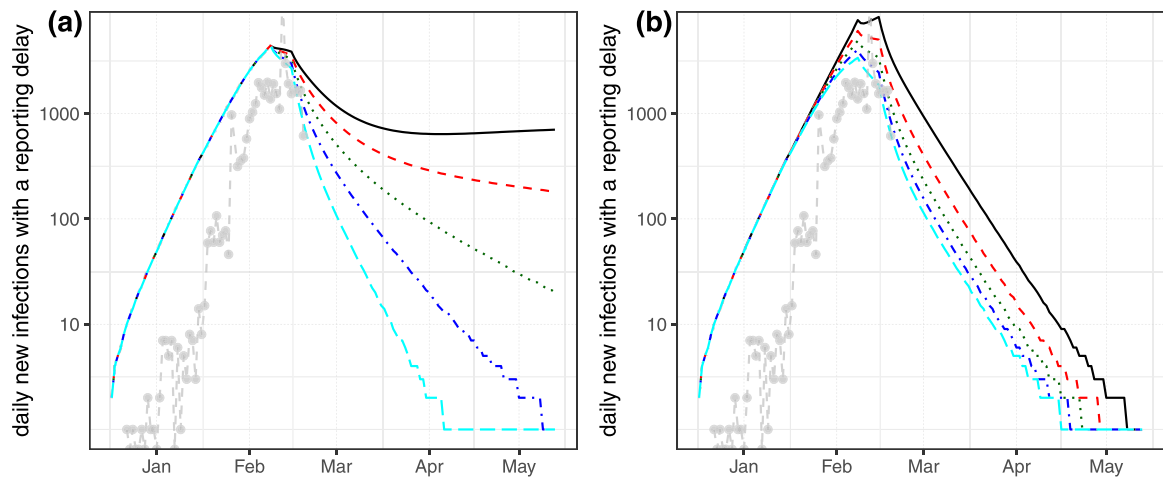 (a)
daily new infections with a reporting delay
1000
100
10
Jan Feb Mar Apr May
(b)
daily new infections with a reporting delay
1000
100
10
Jan Feb Mar Apr May